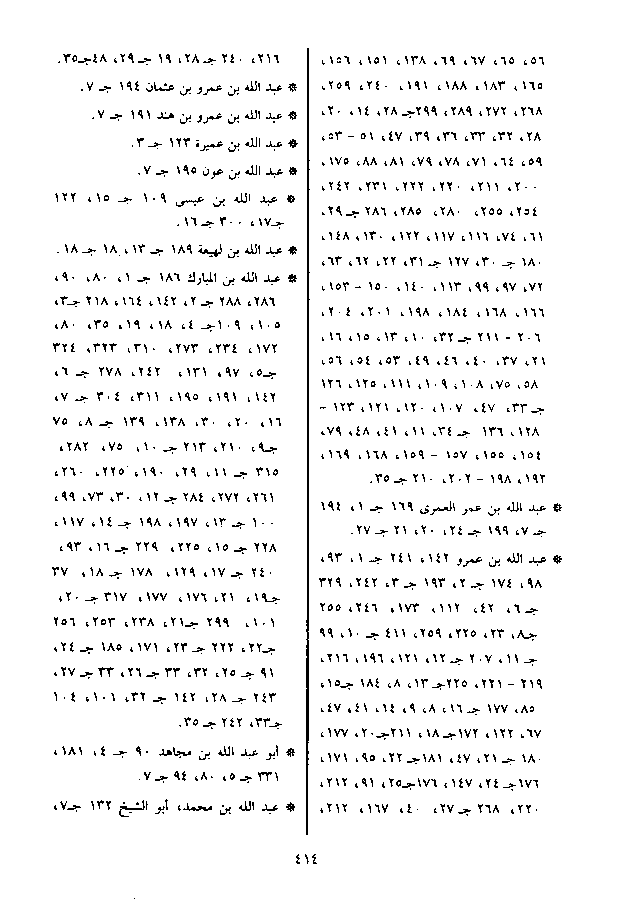 ٥٦، ٦٥، ٦٧، ٦٩، ١٣٨، ١٥١، ١٥٦،
١٦٥، ١٨٣، ١٨٨، ١٩١، ٢٤٠، ٢٥٩،
٢٦٨، ٢٧٢، ٢٨٩، ٢٩٩جـ٢٨، ١٤، ٢٠،
٢٨، ٣٢، ٣٣، ٣٦، ٣٩، ٤٧، ٥١ - ٥٣،
٥٩، ٦٤، ٧١، ٧٨، ٧٩، ٨١، ٨٨، ١٧٥،
٢٠٠، ٢١١، ٢٢٠، ٢٢٢، ٢٣١، ٢٤٢،
٢٥٤، ٢٥٥، ٢٨٠، ٢٨٥، ٢٨٦ جـ٢٩،
٦١، ٧٤، ١١٦، ١١٧، ١٢٢، ١٣٠، ١٤٨،
١٨٠ جـ ٣٠، ١٢٧ جـ٣١، ٢٢، ٦٢، ٦٣،
٧٢، ٩٧، ٩٩، ١١٣، ١٤٠، ١٥٠ - ١٥٣،
١٦٦، ١٦٨، ١٨٤، ١٩٨، ٢٠١، ٢٠٤،
٢٠٦ - ٢١١ جـ٣٢، ١٠، ١٣، ١٥، ١٦،
٢١، ٣٧، ٤٠، ٤٦، ٤٩، ٥٣، ٥٤، ٥٦،
٥٨، ٧٥، ١٠٨، ١٠٩، ١١١، ١٢٥، ١٢٦
جـ٣٣، ٤٧، ١٠٧، ١٢٠، ١٢١، ١٢٣ -
١٢٨، ١٣٦ جـ٣٤، ١١، ٤١، ٤٨، ٧٩،
١٥٤، ١٥٥، ١٥٧ - ١٥٩، ١٦٨، ١٦٩،
١٩٢، ١٩٨ - ٢٠٢، ٢١٠ جـ ٣٥.
* عبد الله بن عمر العمرى ١٦٩ جـ ١، ١٩٤
جـ ٧، ١٩٩ جـ ٢٤، ٢٠، ٢١ جـ ٢٧.
* عبد الله بن عمرو ١٤٢، ٢٤١ جـ ١، ٩٣،
٩٨، ١٧٤ جـ ٢، ١٩٣ جـ ٣، ٢٤٢، ٣٢٩
جـ ٦، ٤٢، ١١٢، ١٧٣، ٢٤٦، ٢٥٥
جـ٨، ٢٣، ٢٢٥، ٢٥٩، ٤١١ جـ ١٠، ٩٩
جـ ١١، ٢٠٧ جـ ١٢، ١٢١، ١٩٦، ٢١٦،
٢١٩ - ٢٢١، ٢٢٥جـ ١٣، ٨، ١٨٤ جـ١٥،
٨٥، ١٧٧ جـ ١٦، ٨، ٩، ١٤، ٤١، ٤٧،
٦٧، ١٢٢، ١٧٢جـ ١٨، ٢١١جـ٢٠، ١٧٧،
١٨٠ جـ ٢١، ٤٧، ١٨١جـ ٢٢، ٩٥، ١٧١،
١٧٦جـ ٢٤، ١٤٧، ١٧٦جـ٢٥، ٩١، ٢١٢،
٢٢٠، ٢٦٨ جـ ٢٧، ٤٠، ١٦٧، ٢١٢،
٢١٦، ٢٤٠ جـ ٢٨، ١٩ جـ ٢٩، ٤٨جـ٣٥.
* عبد الله بن عمرو بن عثمان ١٩٤ جـ ٧.
* عبد الله بن عمرو بن هند ١٩١ جـ ٧.
* عبد الله بن عميرة ١٢٣ جـ ٣.
* عبد الله بن عون ١٩٥ جـ ٧.
* عبد الله بن عيسى ١٠٩ جـ ١٥، ١٢٢
جـ١٧، ٣٠٠ جـ ١٦.
* عبد الله بن لهيعة ١٨٩ جـ ١٣، ١٨ جـ ١٨.
* عبد الله بن المبارك ١٨٦ جـ ١، ٨٠، ٩٠،
٢٨٦، ٢٨٨ جـ ٢، ١٤٢، ١٦٤، ٢١٨ جـ٣،
١٠٥، ١٠٩جـ ٤، ١٨، ١٩، ٣٥، ٨٠،
١٧٢، ٢٣٤، ٢٧٣، ٣١٠، ٣٢٣، ٣٢٤
جـ٥، ٩٧، ١٣١، ٢٤٢، ٢٧٨ جـ ٦،
١٤٢، ١٩١، ١٩٥، ٣١١، ٣٠٤ جـ ٧،
١٦، ٢٠، ٣٠، ١٣٨، ١٣٩ جـ ٨، ٧٥
جـ٩، ٢١٠، ٢١٣ جـ ١٠، ٧٥، ٢٨٢،
٣١٥ جـ ١١، ٢٩، ١٩٠، ٢٢٥، ٢٦٠،
٢٦١، ٢٧٢، ٢٨٤ جـ ١٢، ٣٠، ٧٣، ٩٩،
١٠٠ جـ ١٣، ١٩٧، ١٩٨ جـ ١٤، ١١٧،
٢٢٨ جـ ١٥، ٢٢٥، ٢٢٩ جـ ١٦، ٩٣،
٢٤٠ جـ ١٧، ١٢٩، ١٧٨ جـ ١٨، ٣٧
جـ١٩، ٢١، ١٧٦، ١٧٧، ٣١٧ جـ ٢٠،
١٠١، ٢٩٩ جـ٢١، ٢٣٨، ٢٥٣، ٢٥٦
جـ٢٢، ٢٢٢ جـ ٢٣، ١٧١، ١٨٥ جـ ٢٤،
٩١ جـ ٢٥، ٣٢، ٣٣ جـ ٢٦، ٣٣ جـ ٢٧،
٢٤٣ جـ ٢٨، ١٤٢ جـ ٣٢، ١٠١، ١٠٤
جـ٣٣، ٢٤٢ جـ ٣٥.
* أبو عبد الله بن مجاهد ٩٠ جـ ٤، ١٨١،
٣٣١ جـ ٥، ٨٠، ٩٤ جـ ٧.
* عبد الله بن محمد، أبو الشيخ ١٣٢ جـ٧،
٤١٤